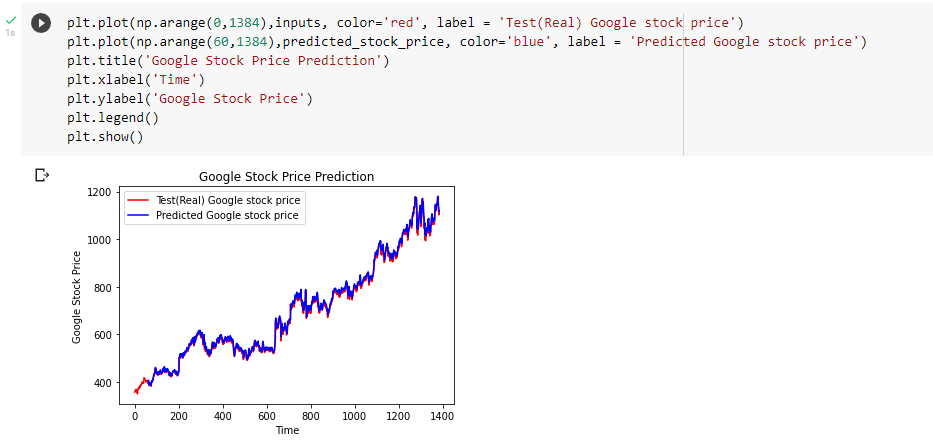 plt.plot(np.arange(0,1384),inputs, color='red', label = 'Test(Real) Google stock price')
plt.plot(np.arange(60,1384),predicted_stock_price, color='blue', label = 'Predicted Google stock price')
plt.title('Google Stock Price Prediction')
plt.xlabel('Time')
plt.ylabel('Google Stock Price')
plt.legend()
plt.show()
1s
Google Stock Price Prediction
Test(Real) Google stock price
Predicted Google stock price
Google Stock Price
1200
1000
800
600
400
0 200 400 600 800 1000 1200 1400
Time